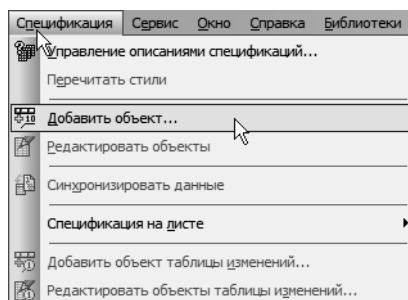 Спецификация Сервис Окно Справка Библиотеки
Управление описаниями спецификаций...
Перечитать стили
Добавить объект...
Редактировать объекты
Синхронизировать данные
Спецификация на листе
Добавить объект таблицы изменений...
Редактировать объекты таблицы изменений...